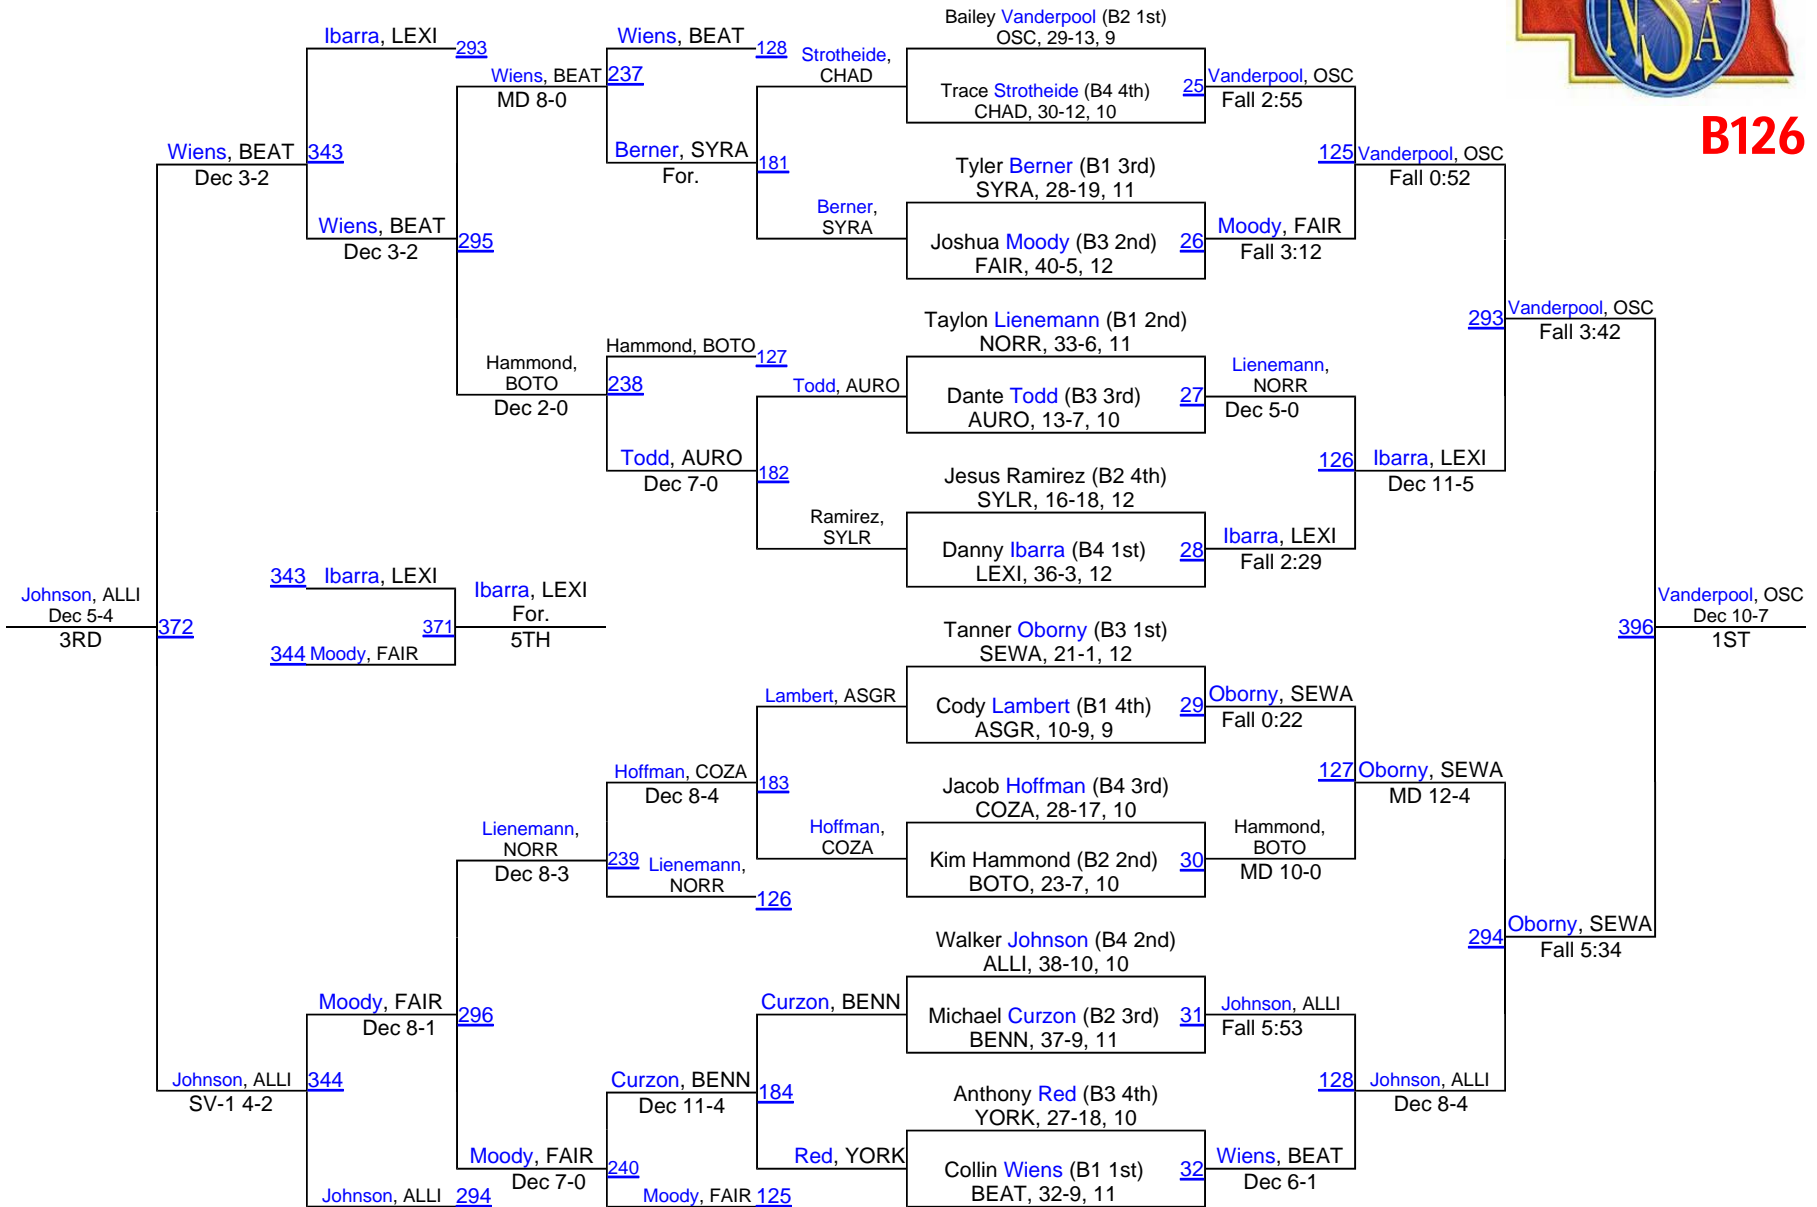 N
S
A
A
B126
Ibarra, LEXI
293
Wiens, BEAT
Dec 3-2
343
Wiens, BEAT
Dec 3-2
295
Wiens, BEAT
MD 8-0
237
Wiens, BEAT
128
Berner, SYRA
For.
181
Strotheide,
CHAD
Berner,
SYRA
Hammond,
BOTO
Dec 2-0
238
Hammond, BOTO
127
Todd, AURO
Dec 7-0
182
Todd, AURO
Ramirez,
SYLR
Johnson, ALLI
Dec 5-4
3RD
372
343 Ibarra, LEXI
344 Moody, FAIR
371
Ibarra, LEXI
For.
5TH
Johnson, ALLI
SV-1 4-2
344
Moody, FAIR
Dec 8-1
296
Johnson, ALLI 294
Lienemann,
NORR
Dec 8-3
239
Hoffman, COZA
Dec 8-4
183
Lienemann,
NORR
126
Lambert, ASGR
Hoffman,
COZA
Moody, FAIR
Dec 7-0
240
Curzon, BENN
Dec 11-4
184
Moody, FAIR 125
Curzon, BENN
Red, YORK
Bailey Vanderpool (B2 1st)
OSC, 29-13, 9
Trace Strotheide (B4 4th)
CHAD, 30-12, 10
25
Tyler Berner (B1 3rd)
SYRA, 28-19, 11
Joshua Moody (B3 2nd)
FAIR, 40-5, 12
26
Taylon Lienemann (B1 2nd)
NORR, 33-6, 11
Dante Todd (B3 3rd)
AURO, 13-7, 10
27
Jesus Ramirez (B2 4th)
SYLR, 16-18, 12
Danny Ibarra (B4 1st)
LEXI, 36-3, 12
28
Tanner Oborny (B3 1st)
SEWA, 21-1, 12
Cody Lambert (B1 4th)
ASGR, 10-9, 9
29
Jacob Hoffman (B4 3rd)
COZA, 28-17, 10
Kim Hammond (B2 2nd)
BOTO, 23-7, 10
30
Walker Johnson (B4 2nd)
ALLI, 38-10, 10
Michael Curzon (B2 3rd)
BENN, 37-9, 11
31
Anthony Red (B3 4th)
YORK, 27-18, 10
Collin Wiens (B1 1st)
BEAT, 32-9, 11
32
Vanderpool, OSC
Fall 2:55
Moody, FAIR
Fall 3:12
125
Vanderpool, OSC
Fall 0:52
Lienemann,
NORR
Dec 5-0
Ibarra, LEXI
Fall 2:29
126
Ibarra, LEXI
Dec 11-5
293
Vanderpool, OSC
Fall 3:42
Oborny, SEWA
Fall 0:22
Hammond,
BOTO
MD 10-0
127
Oborny, SEWA
MD 12-4
Johnson, ALLI
Fall 5:53
Wiens, BEAT
Dec 6-1
128
Johnson, ALLI
Dec 8-4
294
Oborny, SEWA
Fall 5:34
396
Vanderpool, OSC
Dec 10-7
1ST